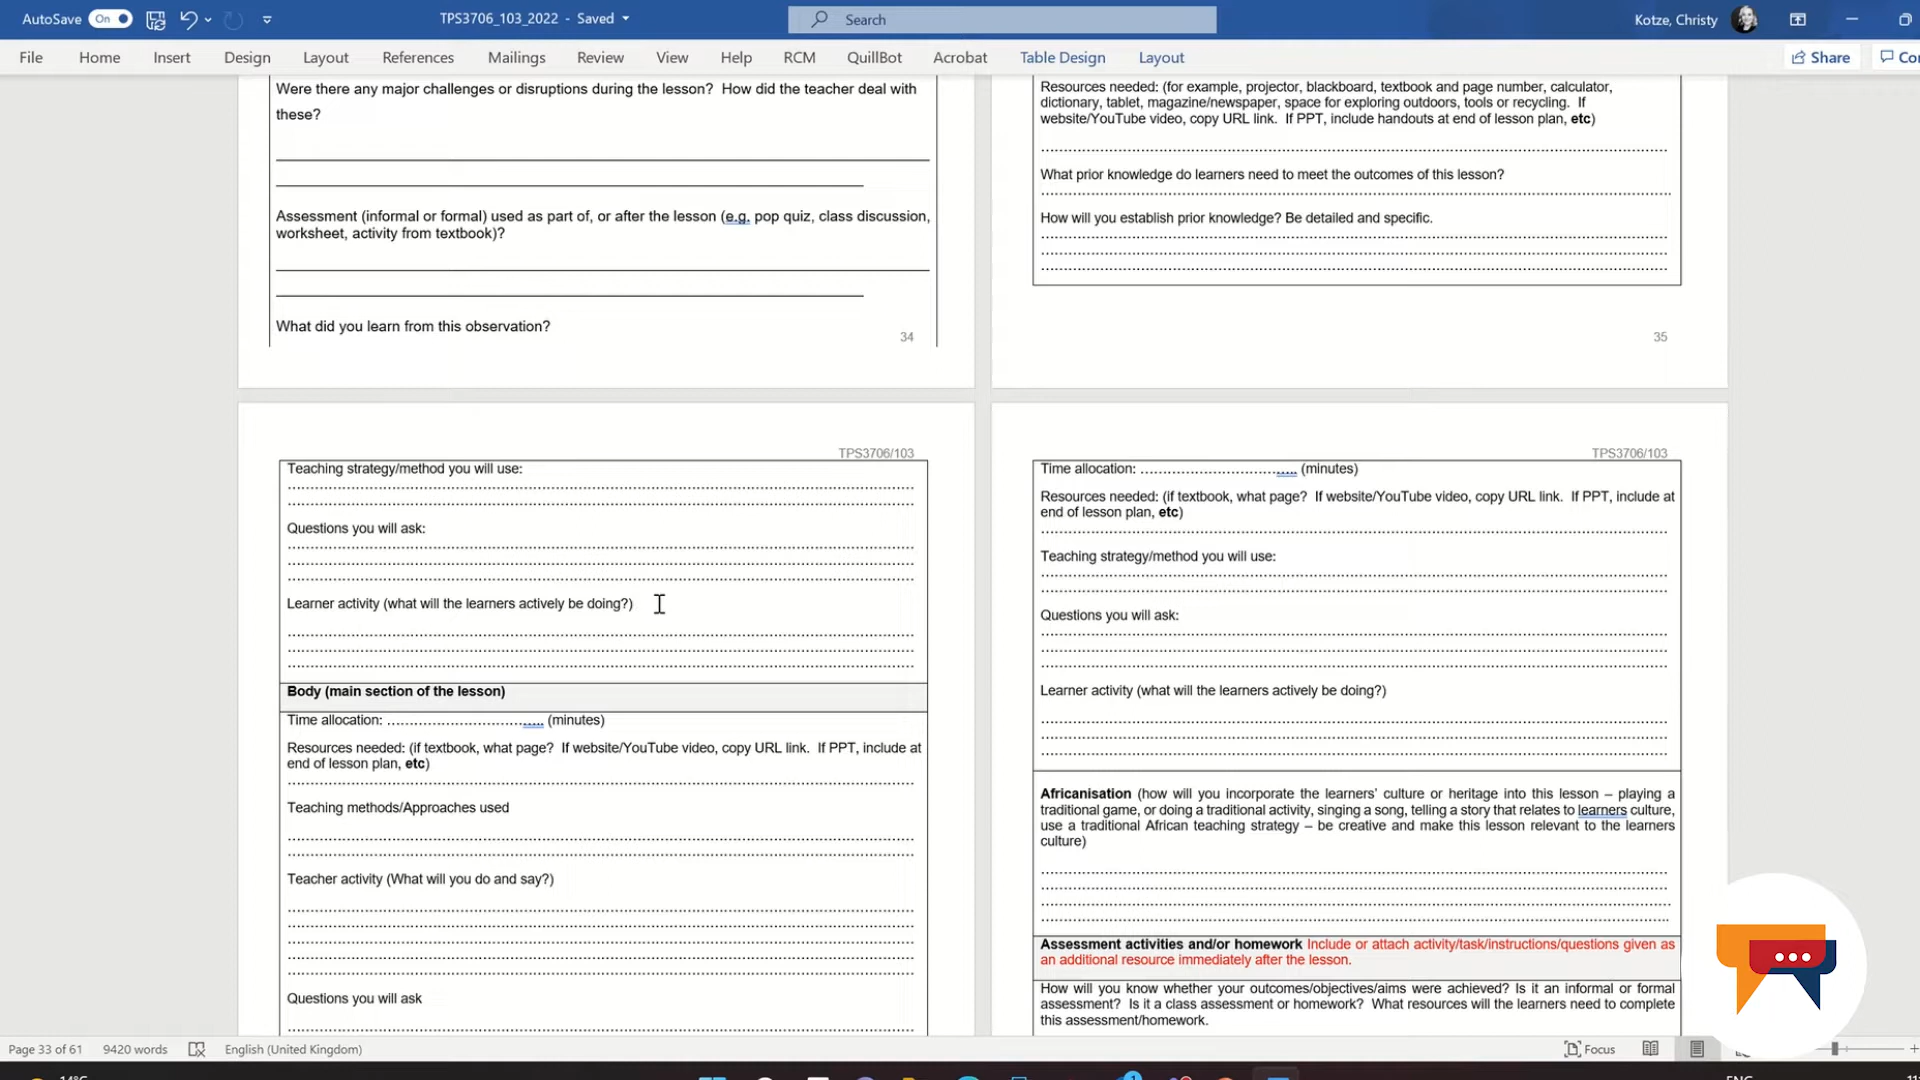 AutoSave On TPS3706_103_2022 - Saved Search Kotze, Christy
File Home Insert Design Layout References Mailings Review View Help RCM QuillBot Acrobat Table Design Layout Share Co
Were there any major challenges or disruptions during the lesson? How did the teacher deal with
these?
Assessment (informal or formal) used as part of, or after the lesson (e.g. pop quiz, class discussion,
worksheet, activity from textbook)?
What did you learn from this observation?
34
Resources needed: (for example, projector, blackboard, textbook and page number, calculator,
dictionary, tablet, magazine/newspaper, space for exploring outdoors, tools or recycling. If
website/YouTube video, copy URL link. If PPT, include handouts at end of lesson plan, etc)
What prior knowledge do learners need to meet the outcomes of this lesson?
How will you establish prior knowledge? Be detailed and specific.
35
TPS3706/103
Teaching strategy/method you will use:
Questions you will ask:
Learner activity (what will the learners actively be doing?)
Body (main section of the lesson)
Time allocation: ………………………………. (minutes)
Resources needed: (if textbook, what page? If website/YouTube video, copy URL link. If PPT, include at
end of lesson plan, etc)
Teaching methods/Approaches used
Teacher activity (What will you do and say?)
Questions you will ask
TPS3706/103
Time allocation: ………………………………. (minutes)
Resources needed: (if textbook, what page? If website/YouTube video, copy URL link. If PPT, include at
end of lesson plan, etc)
Teaching strategy/method you will use:
Questions you will ask:
Learner activity (what will the learners actively be doing?)
Africanisation (how will you incorporate the learners’ culture or heritage into this lesson – playing a
traditional game, or doing a traditional activity, singing a song, telling a story that relates to learners culture,
use a traditional African teaching strategy – be creative and make this lesson relevant to the learners
culture)
Assessment activities and/or homework Include or attach activity/task/instructions/questions given as
an additional resource immediately after the lesson.
How will you know whether your outcomes/objectives/aims were achieved? Is it an informal or formal
assessment? Is it a class assessment or homework? What resources will the learners need to complete
this assessment/homework.
Page 33 of 61 9420 words English (United Kingdom) Focus
14°C ENG